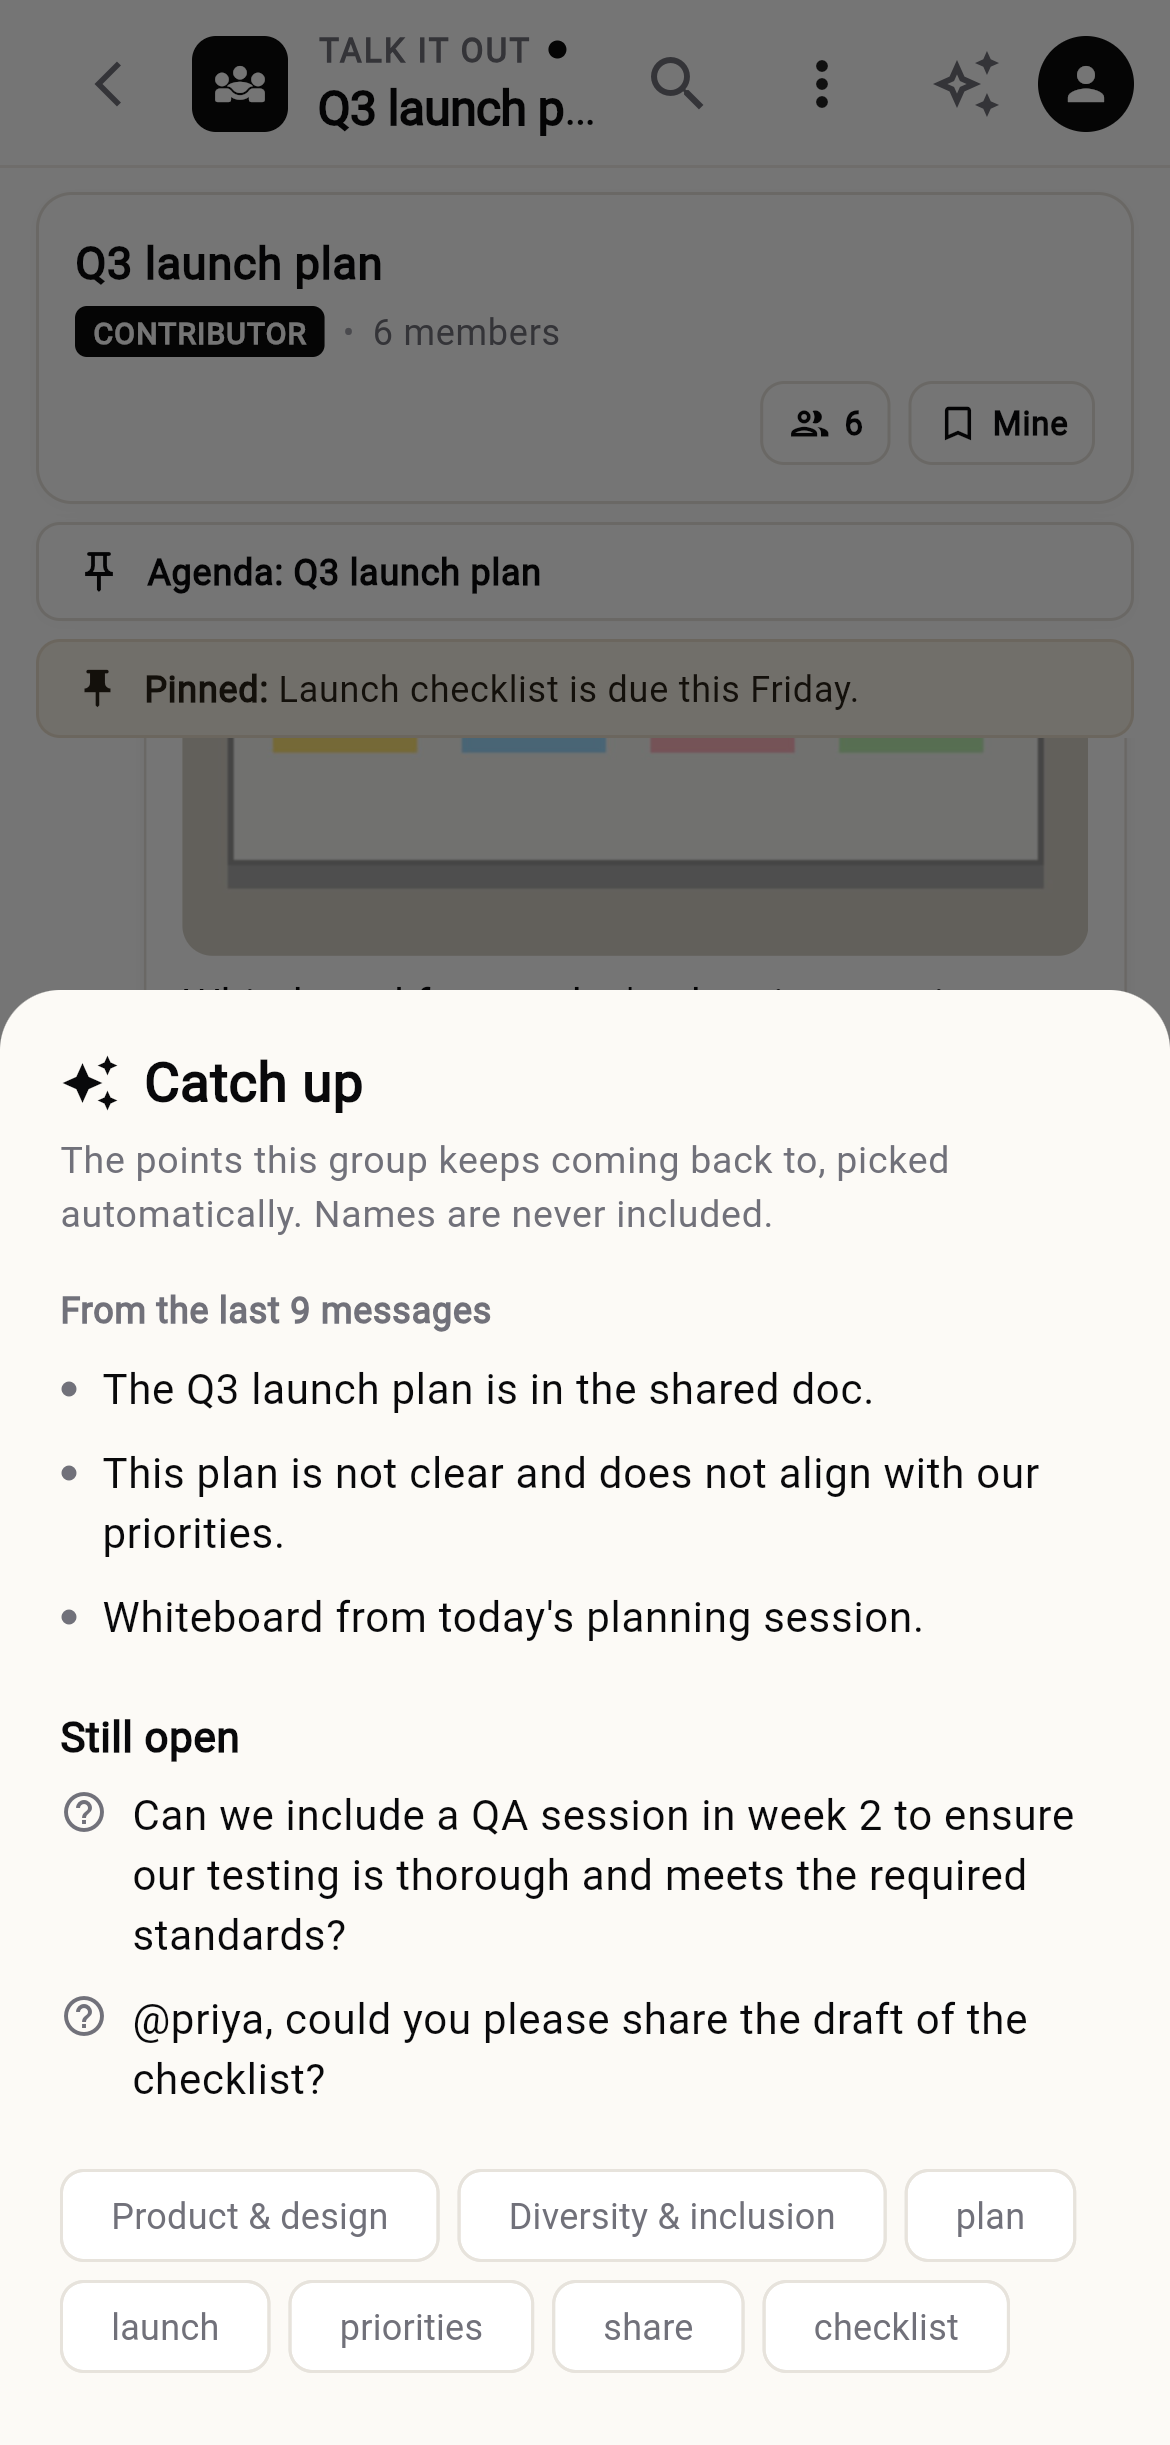 TALK IT OUT
Q3 launch p...
Q3 launch plan
CONTRIBUTOR • 6 members
6 Mine
Agenda: Q3 launch plan
Pinned: Launch checklist is due this Friday.
Catch up
The points this group keeps coming back to, picked
automatically. Names are never included.
From the last 9 messages
• The Q3 launch plan is in the shared doc.
• This plan is not clear and does not align with our
priorities.
• Whiteboard from today's planning session.
Still open
Can we include a QA session in week 2 to ensure
our testing is thorough and meets the required
standards?
@priya, could you please share the draft of the
checklist?
Product & design Diversity & inclusion plan
launch priorities share checklist